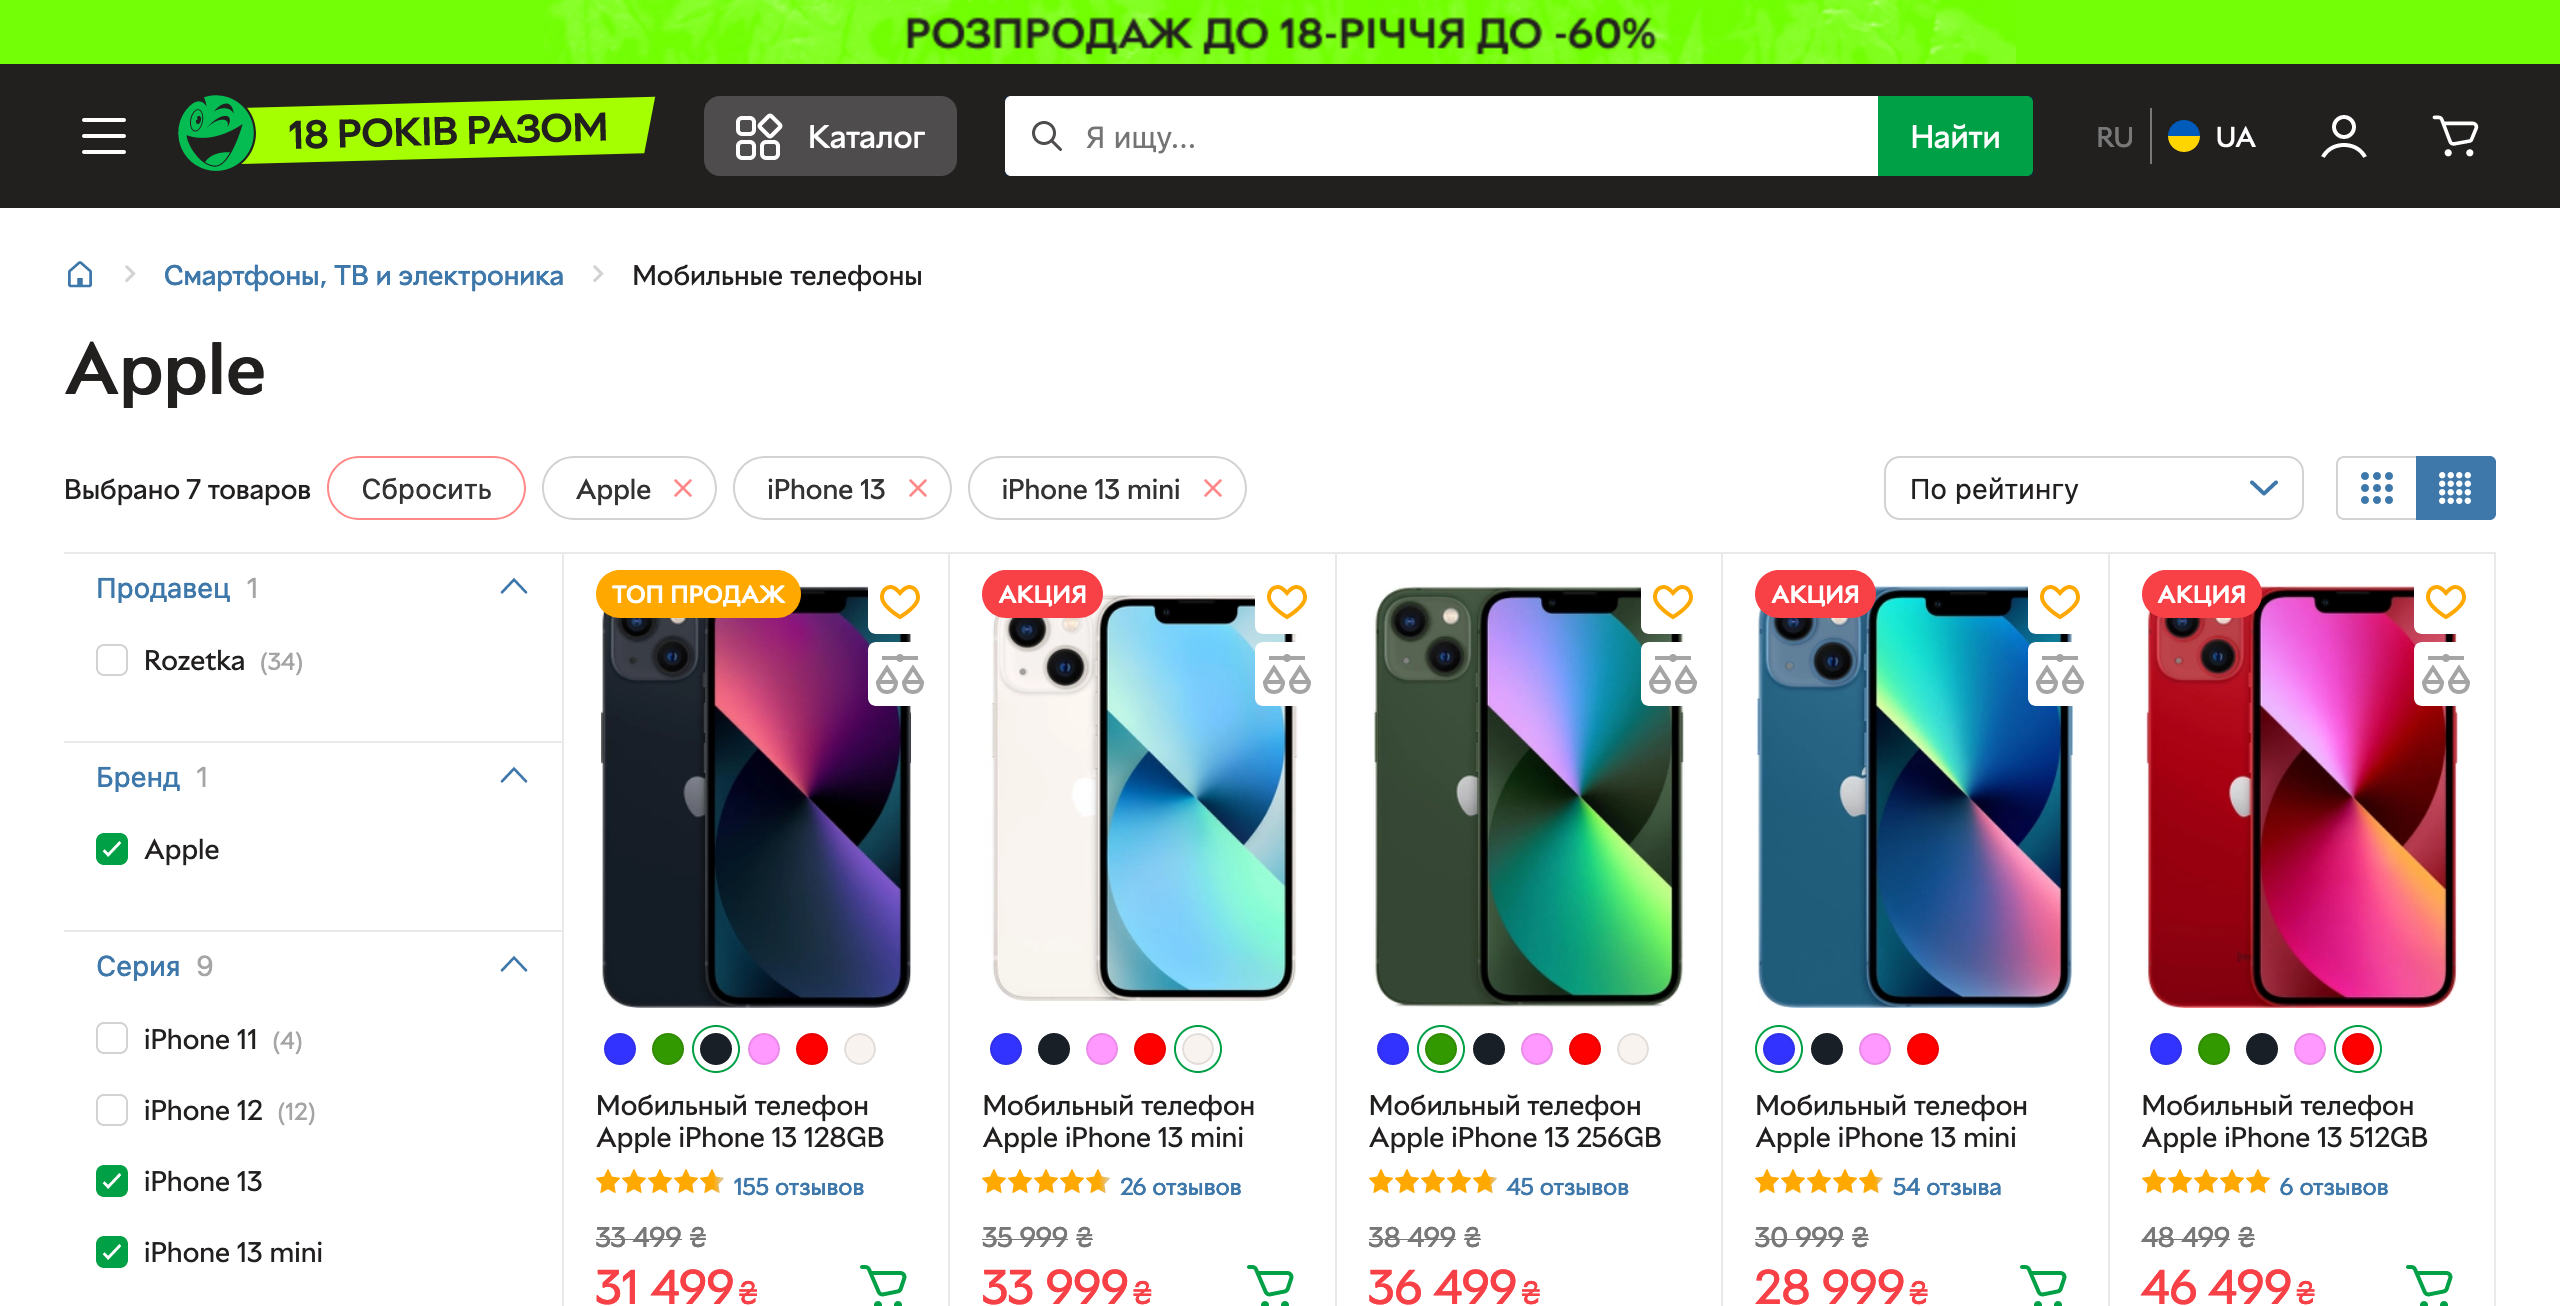 РОЗПРОДАЖ ДО 18-РІЧЧЯ ДО -60%
18 РОКІВ РАЗОМ
Каталог
Я ищу...
Найти
RU
UA
Смартфоны, ТВ и электроника
Мобильные телефоны
Apple
Выбрано 7 товаров
Сбросить
Apple
iPhone 13
iPhone 13 mini
По рейтингу
Продавец 1
Rozetka (34)
Бренд 1
Apple
Серия 9
iPhone 11 (4)
iPhone 12 (12)
iPhone 13
iPhone 13 mini
ТОП ПРОДАЖ
Мобильный телефон
Apple iPhone 13 128GB
155 отзывов
33 499 ₴
31 499 ₴
АКЦИЯ
Мобильный телефон
Apple iPhone 13 mini
26 отзывов
35 999 ₴
33 999 ₴
Мобильный телефон
Apple iPhone 13 256GB
45 отзывов
38 499 ₴
36 499 ₴
АКЦИЯ
Мобильный телефон
Apple iPhone 13 mini
54 отзыва
30 999 ₴
28 999 ₴
АКЦИЯ
Мобильный телефон
Apple iPhone 13 512GB
6 отзывов
48 499 ₴
46 499 ₴